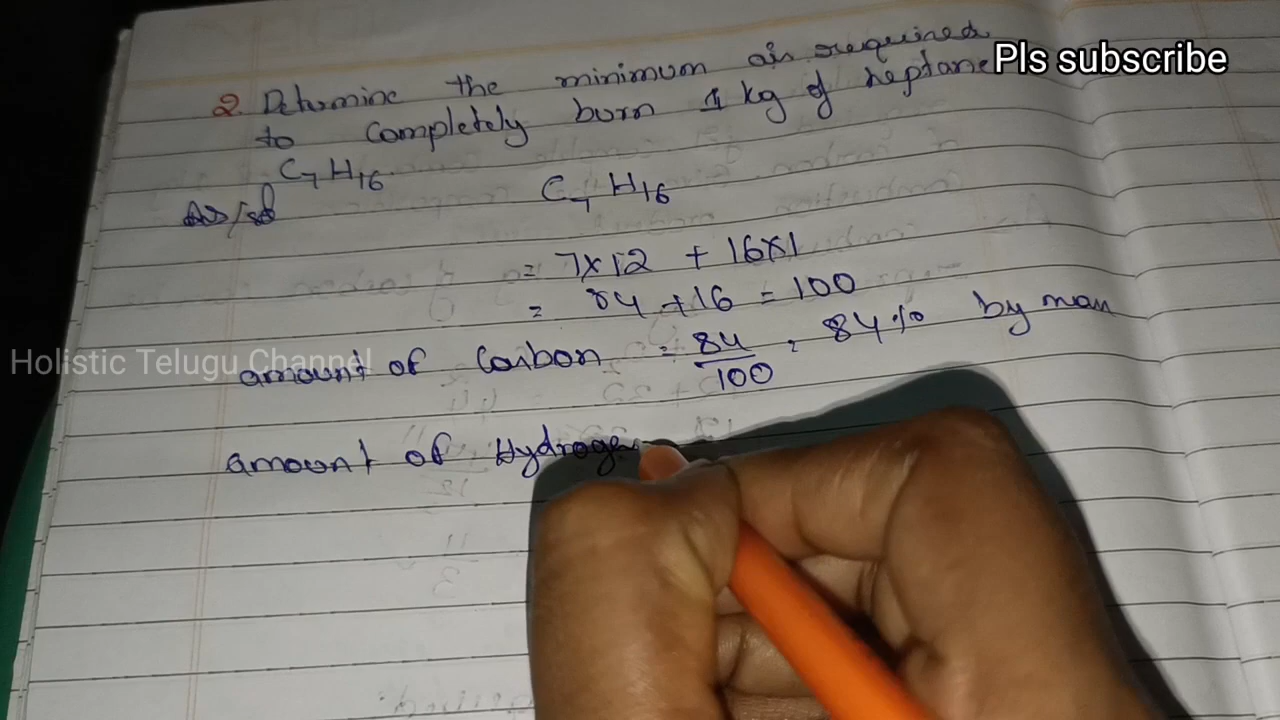 2. Determine the minimum air required
to completely burn 1 kg of heptane
C7H16
Pls subscribe
C7H16
= 7x12 + 16x1
= 84 +16 = 100
amount of Carbon = 84/100 = 84% by mass
Holistic Telugu Channel
amount of Hydrogen